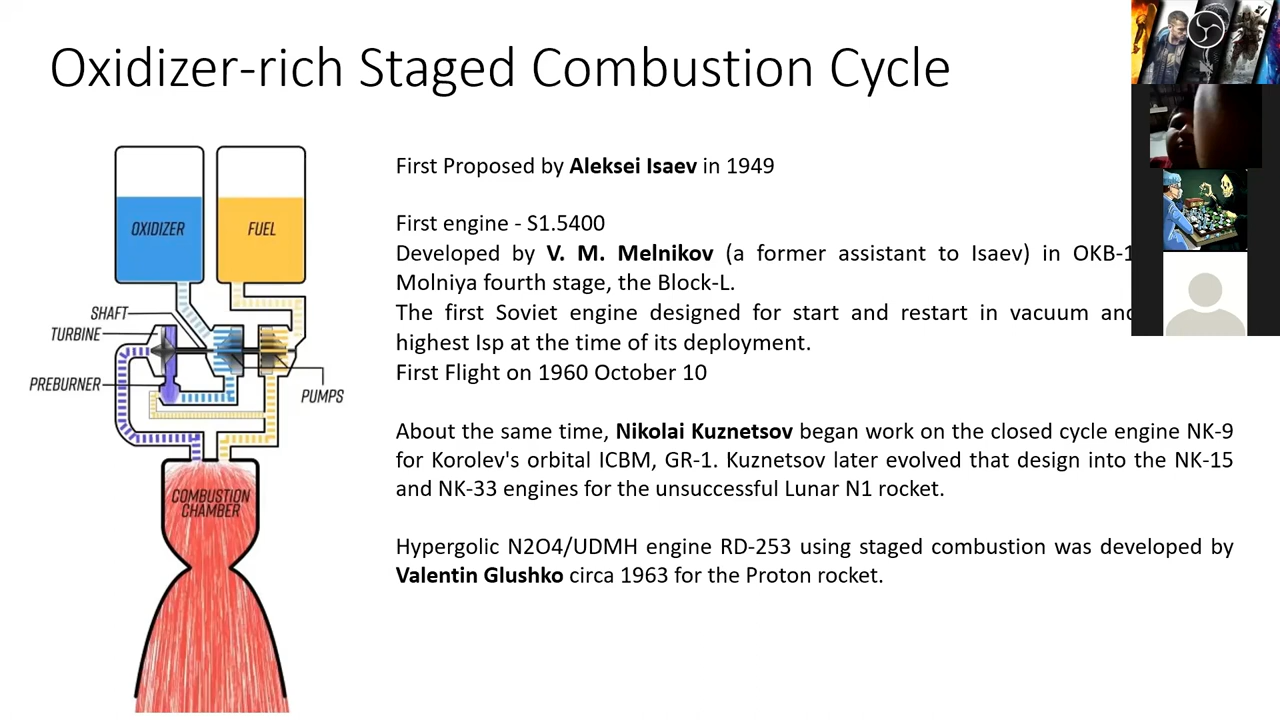 Oxidizer-rich Staged Combustion Cycle
OXIDIZER
FUEL
SHAFT
TURBINE
PREBURNER
PUMPS
COMBUSTION
CHAMBER
First Proposed by Aleksei Isaev in 1949
First engine - S1.5400
Developed by V. M. Melnikov (a former assistant to Isaev) in OKB-1
Molniya fourth stage, the Block-L.
The first Soviet engine designed for start and restart in vacuum and
highest Isp at the time of its deployment.
First Flight on 1960 October 10
About the same time, Nikolai Kuznetsov began work on the closed cycle engine NK-9
for Korolev's orbital ICBM, GR-1. Kuznetsov later evolved that design into the NK-15
and NK-33 engines for the unsuccessful Lunar N1 rocket.
Hypergolic N2O4/UDMH engine RD-253 using staged combustion was developed by
Valentin Glushko circa 1963 for the Proton rocket.